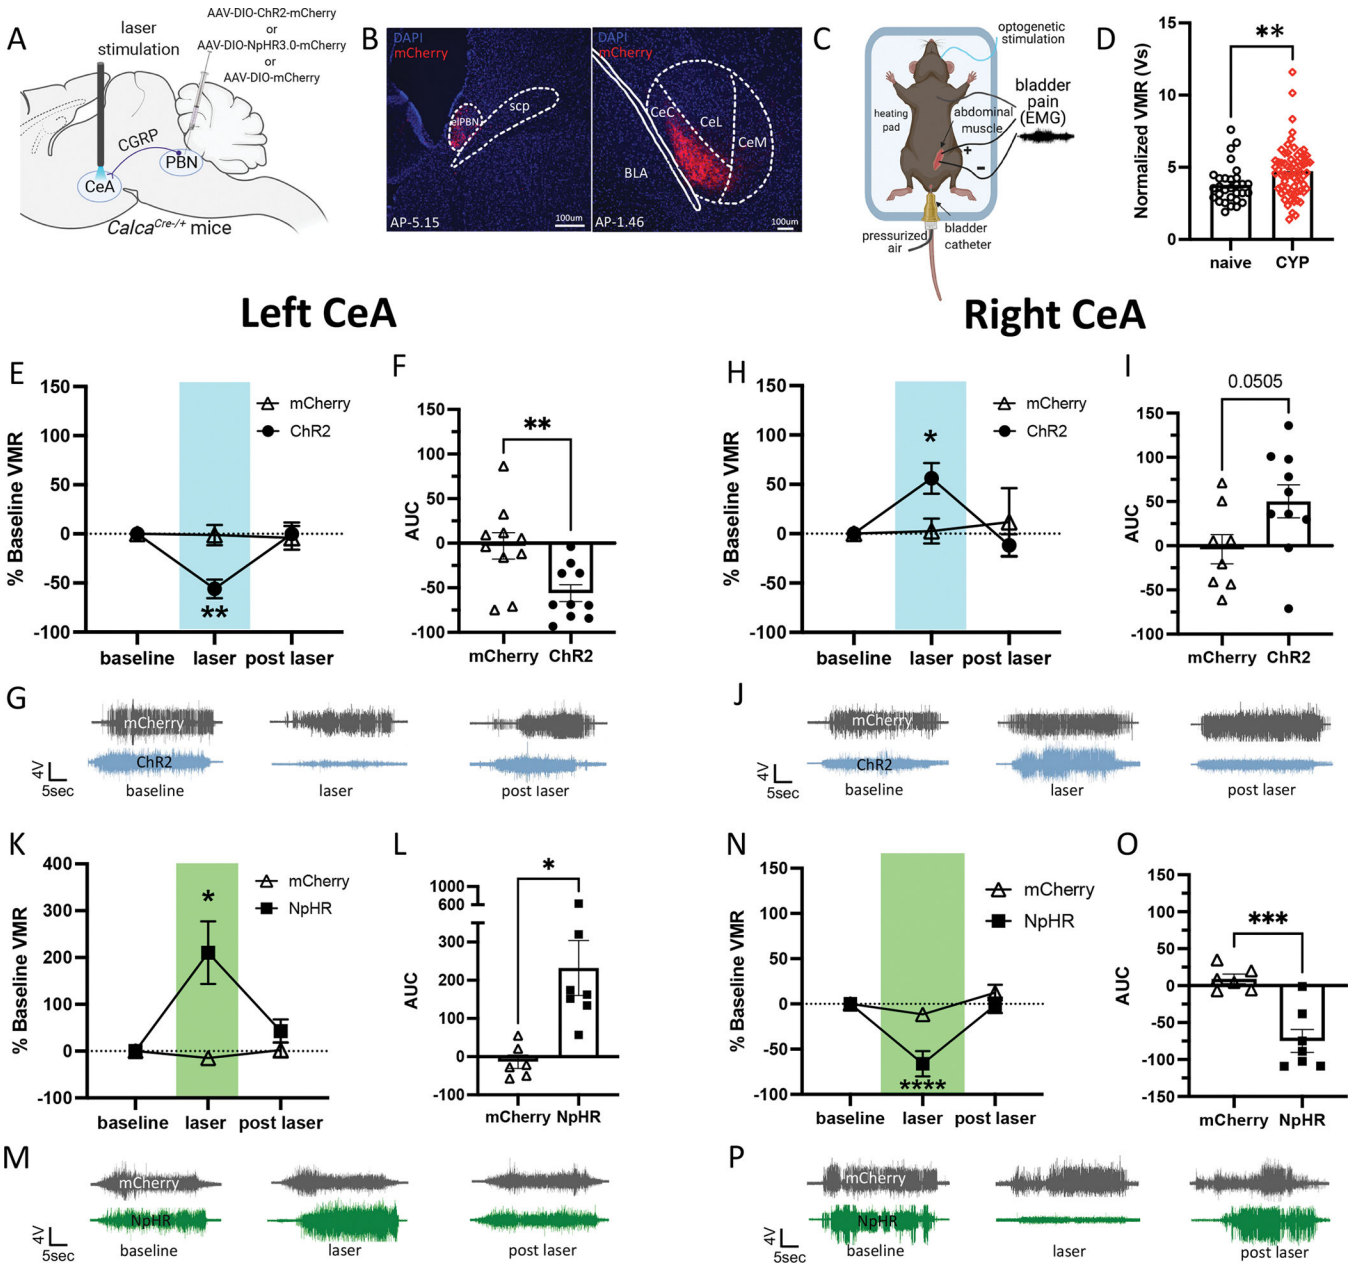 A
laser
stimulation
AAV-DIO-ChR2-mCherry
or
AAV-DIO-NpHR3.0-mCherry
or
AAV-DIO-mCherry
CGRP
PBN
CeA
Calca^Cre-/+ mice
B
DAPI
mCherry
elPBN
scp
AP-5.15
100um
DAPI
mCherry
CeC
CeL
CeM
BLA
AP-1.46
100um
C
optogenetic
stimulation
heating
pad
abdominal
muscle
bladder
pain
(EMG)
+
-
pressurized
air
bladder
catheter
D
Normalized VMR (Vs)
15
10
5
0
**
naive
CYP
Left CeA
Right CeA
E
% Baseline VMR
150
100
50
0
-50
-100
mCherry
ChR2
**
baseline
laser
post laser
F
AUC
150
100
50
0
-50
-100
**
mCherry
ChR2
H
% Baseline VMR
150
100
50
0
-50
-100
mCherry
ChR2
*
baseline
laser
post laser
I
AUC
150
100
50
0
-50
-100
0.0505
mCherry
ChR2
G
mCherry
ChR2
4V
5sec
baseline
laser
post laser
J
mCherry
ChR2
4V
5sec
baseline
laser
post laser
K
% Baseline VMR
400
300
200
100
0
-100
mCherry
NpHR
*
baseline
laser
post laser
L
AUC
1000
600
300
200
100
0
-100
*
mCherry
NpHR
N
% Baseline VMR
150
100
50
0
-50
-100
mCherry
NpHR
****
baseline
laser
post laser
O
AUC
150
100
50
0
-50
-100
-150
***
mCherry
NpHR
M
mCherry
NpHR
4V
5sec
baseline
laser
post laser
P
mCherry
NpHR
4V
5sec
baseline
laser
post laser